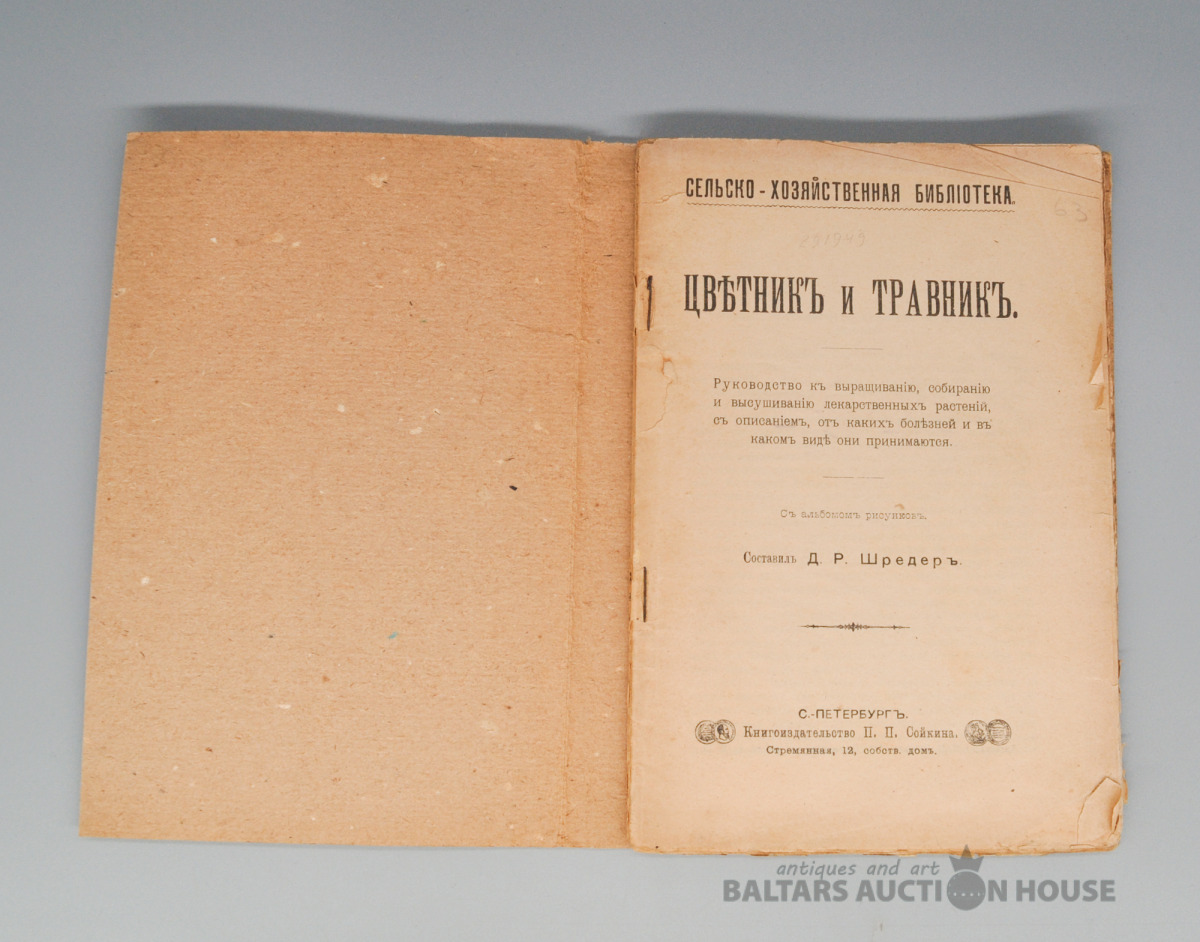 СЕЛЬСКО-ХОЗЯЙСТВЕННАЯ БИБЛІОТЕКА.
63
ЦВѢТНИКЪ и ТРАВНИКЪ.
Руководство къ выращиванію, собиранію
и высушиванію лекарственныхъ растеній,
съ описаніемъ, отъ какихъ болѣзней и въ
какомъ видѣ они принимаются.
Съ альбомомъ рисунковъ.
Составилъ Д. Р. Шредеръ.
С.-ПЕТЕРБУРГЪ.
Книгоиздательство П. П. Сойкина.
Стремянная, 12, собств. домъ.
antiques and art
BALTARS AUCTION HOUSE